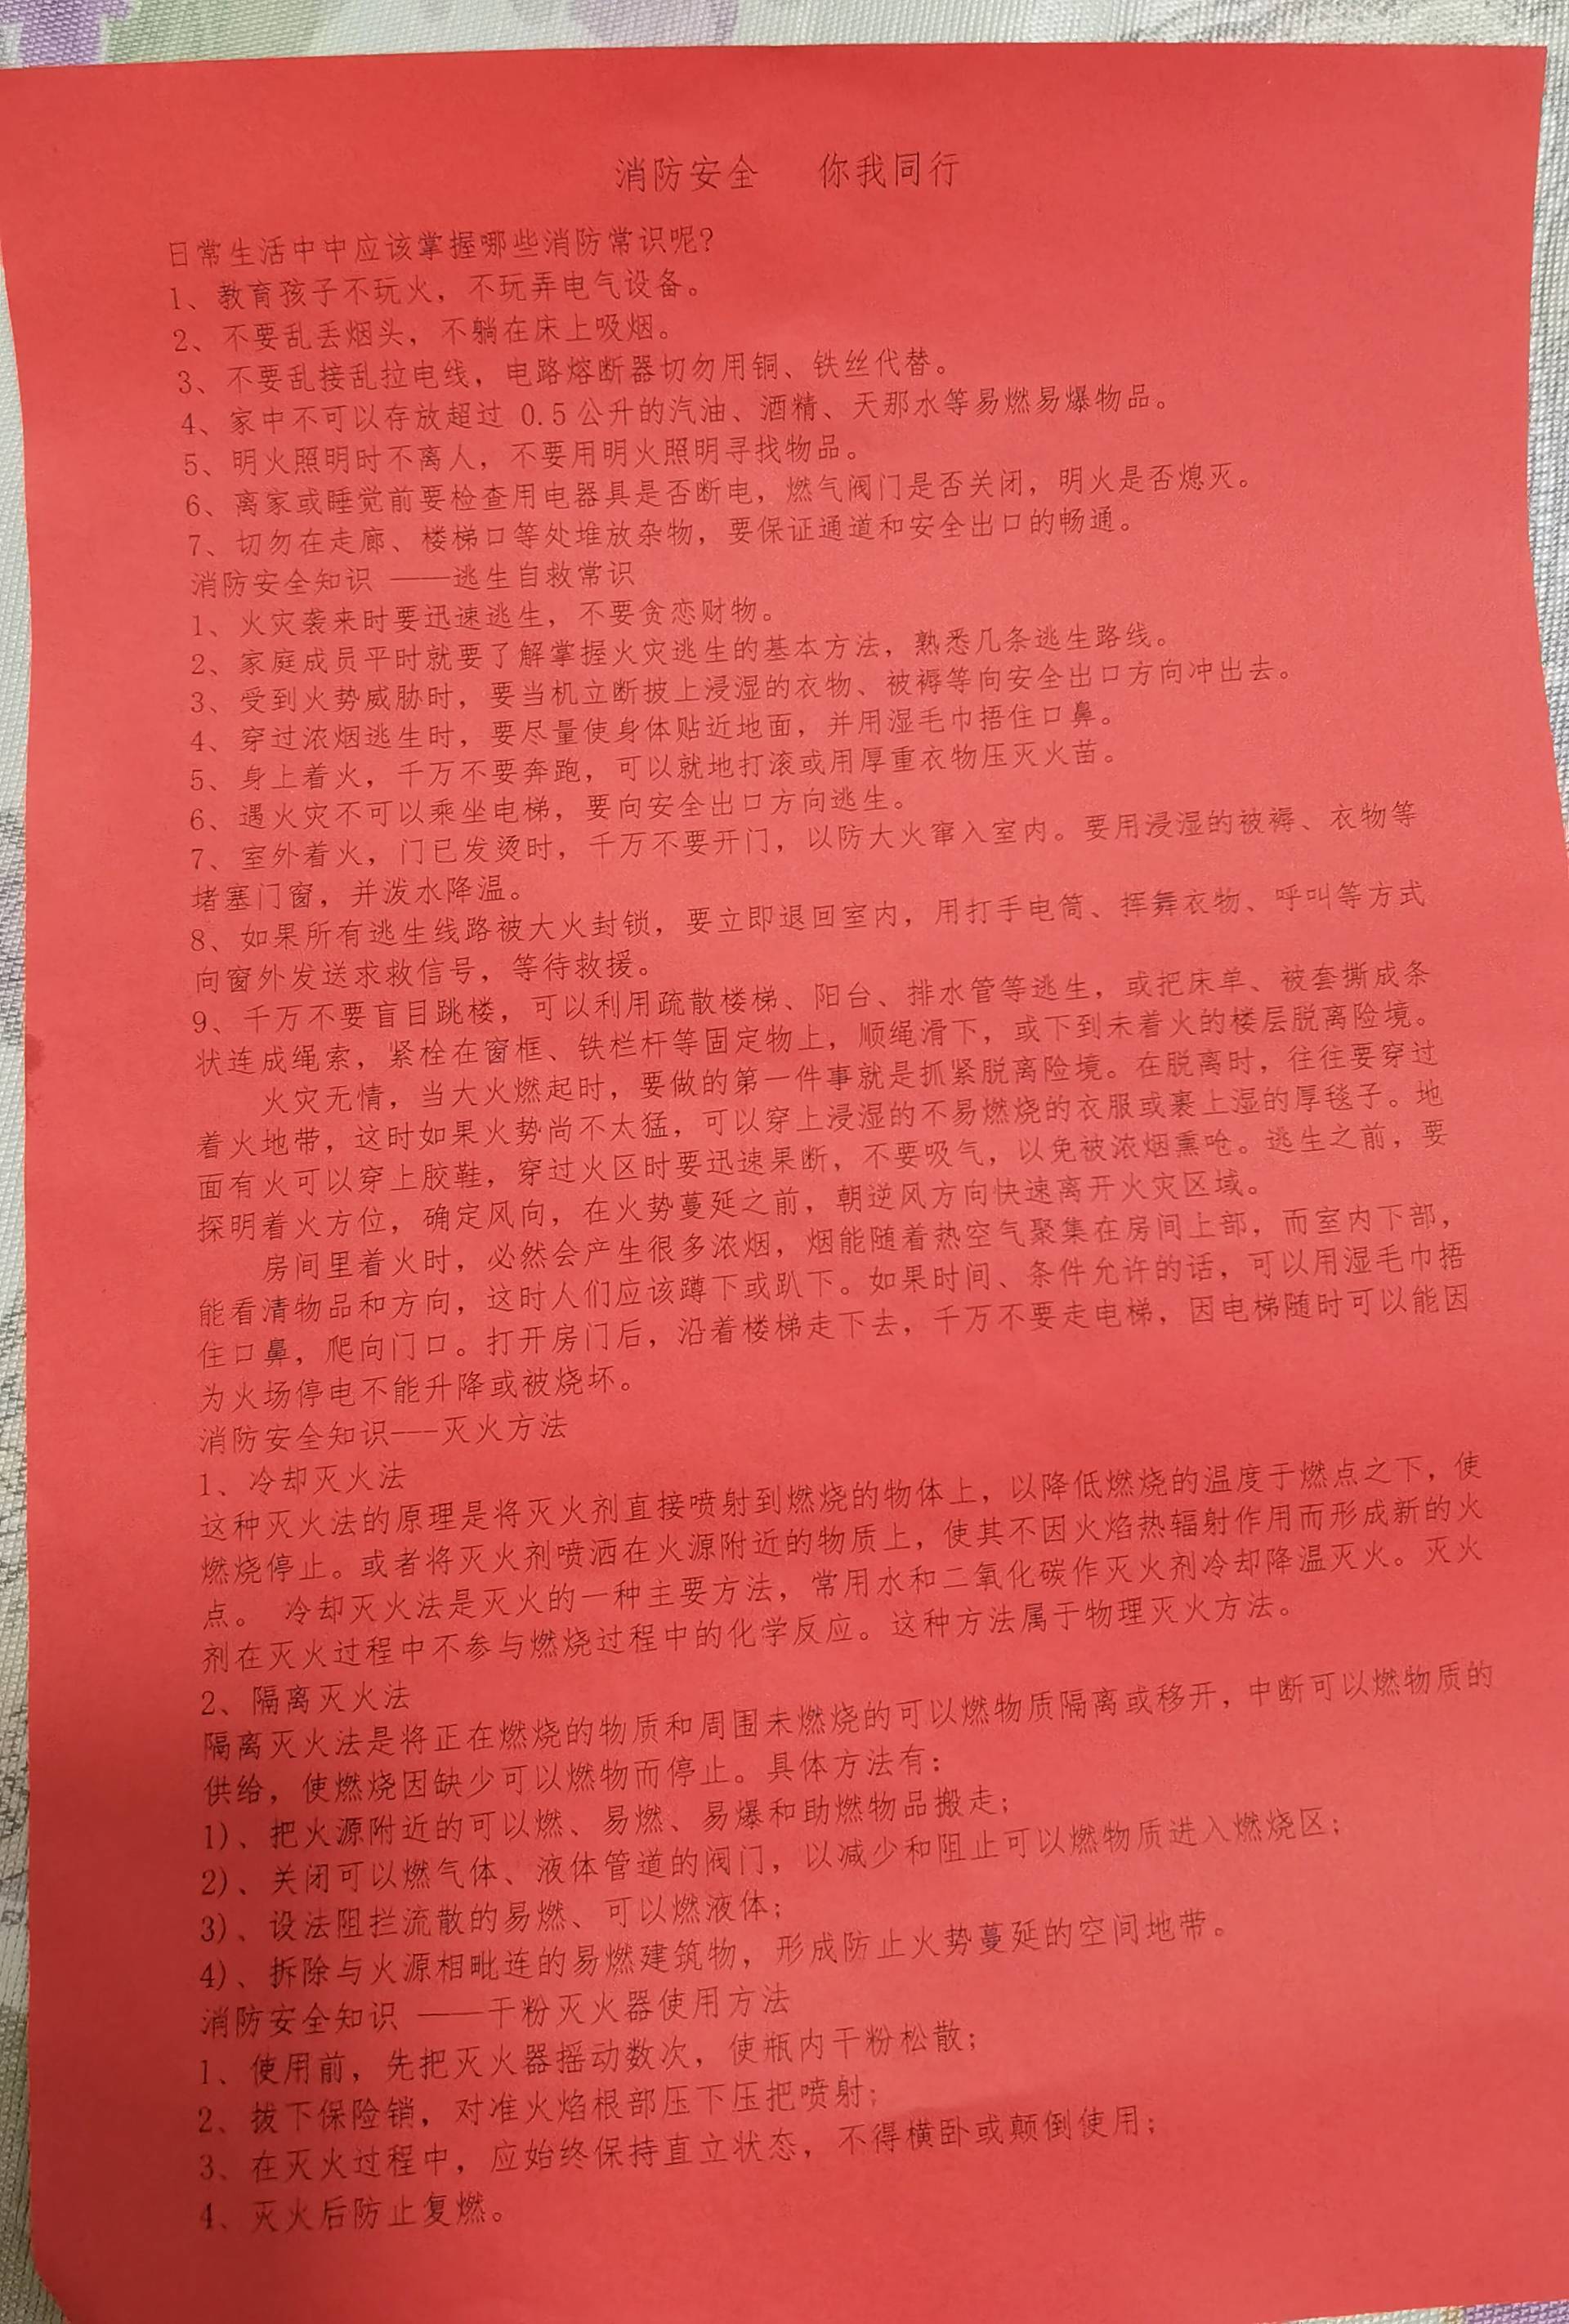 消防安全 你我同行
日常生活中中应该掌握哪些消防常识呢?
1、教育孩子不玩火，不玩弄电气设备。
2、不要乱丢烟头，不躺在床上吸烟。
3、不要乱接乱拉电线，电路熔断器切勿用铜、铁丝代替。
4、家中不可以存放超过 0.5 公升的汽油、酒精、天那水等易燃易爆物品。
5、明火照明时不离人，不要用明火照明寻找物品。
6、离家或睡觉前要检查用电器具是否断电，燃气阀门是否关闭，明火是否熄灭。
7、切勿在走廊、楼梯口等处堆放杂物，要保证通道和安全出口的畅通。
消防安全知识 ——逃生自救常识
1、火灾袭来时要迅速逃生，不要贪恋财物。
2、家庭成员平时就要了解掌握火灾逃生的基本方法，熟悉几条逃生路线。
3、受到火势威胁时，要当机立断披上浸湿的衣物、被褥等向安全出口方向冲出去。
4、穿过浓烟逃生时，要尽量使身体贴近地面，并用湿毛巾捂住口鼻。
5、身上着火，千万不要奔跑，可以就地打滚或用厚重衣物压灭火苗。
6、遇火灾不可以乘坐电梯，要向安全出口方向逃生。
7、室外着火，门已发烫时，千万不要开门，以防大火窜入室内。要用浸湿的被褥、衣物等
堵塞门窗，并泼水降温。
8、如果所有逃生线路被大火封锁，要立即退回室内，用打手电筒、挥舞衣物、呼叫等方式
向窗外发送求救信号，等待救援。
9、千万不要盲目跳楼，可以利用疏散楼梯、阳台、排水管等逃生，或把床单、被套撕成条
状连成绳索，紧栓在窗框、铁栏杆等固定物上，顺绳滑下，或下到未着火的楼层脱离险境。
火灾无情，当大火燃起时，要做的第一件事就是抓紧脱离险境。在脱离时，往往要穿过
着火地带，这时如果火势尚不太猛，可以穿上浸湿的不易燃烧的衣服或裹上湿的厚毯子。地
面有火可以穿上胶鞋，穿过火区时要迅速果断，不要吸气，以免被浓烟熏呛。逃生之前，要
探明着火方位，确定风向，在火势蔓延之前，朝逆风方向快速离开火灾区域。
房间里着火时，必然会产生很多浓烟，烟能随着热空气聚集在房间上部，而室内下部，
能看清物品和方向，这时人们应该蹲下或趴下。如果时间、条件允许的话，可以用湿毛巾捂
住口鼻，爬向门口。打开房门后，沿着楼梯走下去，千万不要走电梯，因电梯随时可以能因
为火场停电不能升降或被烧坏。
消防安全知识---灭火方法
1、冷却灭火法
这种灭火法的原理是将灭火剂直接喷射到燃烧的物体上，以降低燃烧的温度于燃点之下，使
燃烧停止。或者将灭火剂喷洒在火源附近的物质上，使其不因火焰热辐射作用而形成新的火
点。 冷却灭火法是灭火的一种主要方法，常用水和二氧化碳作灭火剂冷却降温灭火。灭火
剂在灭火过程中不参与燃烧过程中的化学反应。这种方法属于物理灭火方法。
2、隔离灭火法
隔离灭火法是将正在燃烧的物质和周围未燃烧的可以燃物质隔离或移开，中断可以燃物质的
供给，使燃烧因缺少可以燃物而停止。具体方法有：
1)、把火源附近的可以燃、易燃、易爆和助燃物品搬走；
2)、关闭可以燃气体、液体管道的阀门，以减少和阻止可以燃物质进入燃烧区；
3)、设法阻拦流散的易燃、可以燃液体；
4)、拆除与火源相毗连的易燃建筑物，形成防止火势蔓延的空间地带。
消防安全知识 ——干粉灭火器使用方法
1、使用前，先把灭火器摇动数次，使瓶内干粉松散；
2、拔下保险销，对准火焰根部压下压把喷射；
3、在灭火过程中，应始终保持直立状态，不得横卧或颠倒使用；
4、灭火后防止复燃。